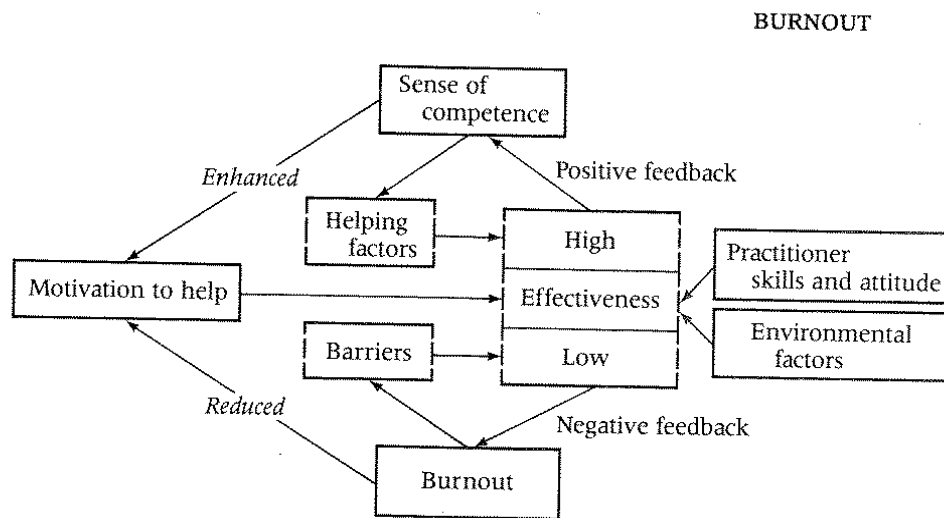 BURNOUT
Sense of
competence
Enhanced
Positive feedback
Helping
factors
High
Practitioner
skills and attitude
Motivation to help
Effectiveness
Environmental
factors
Barriers
Low
Reduced
Negative feedback
Burnout